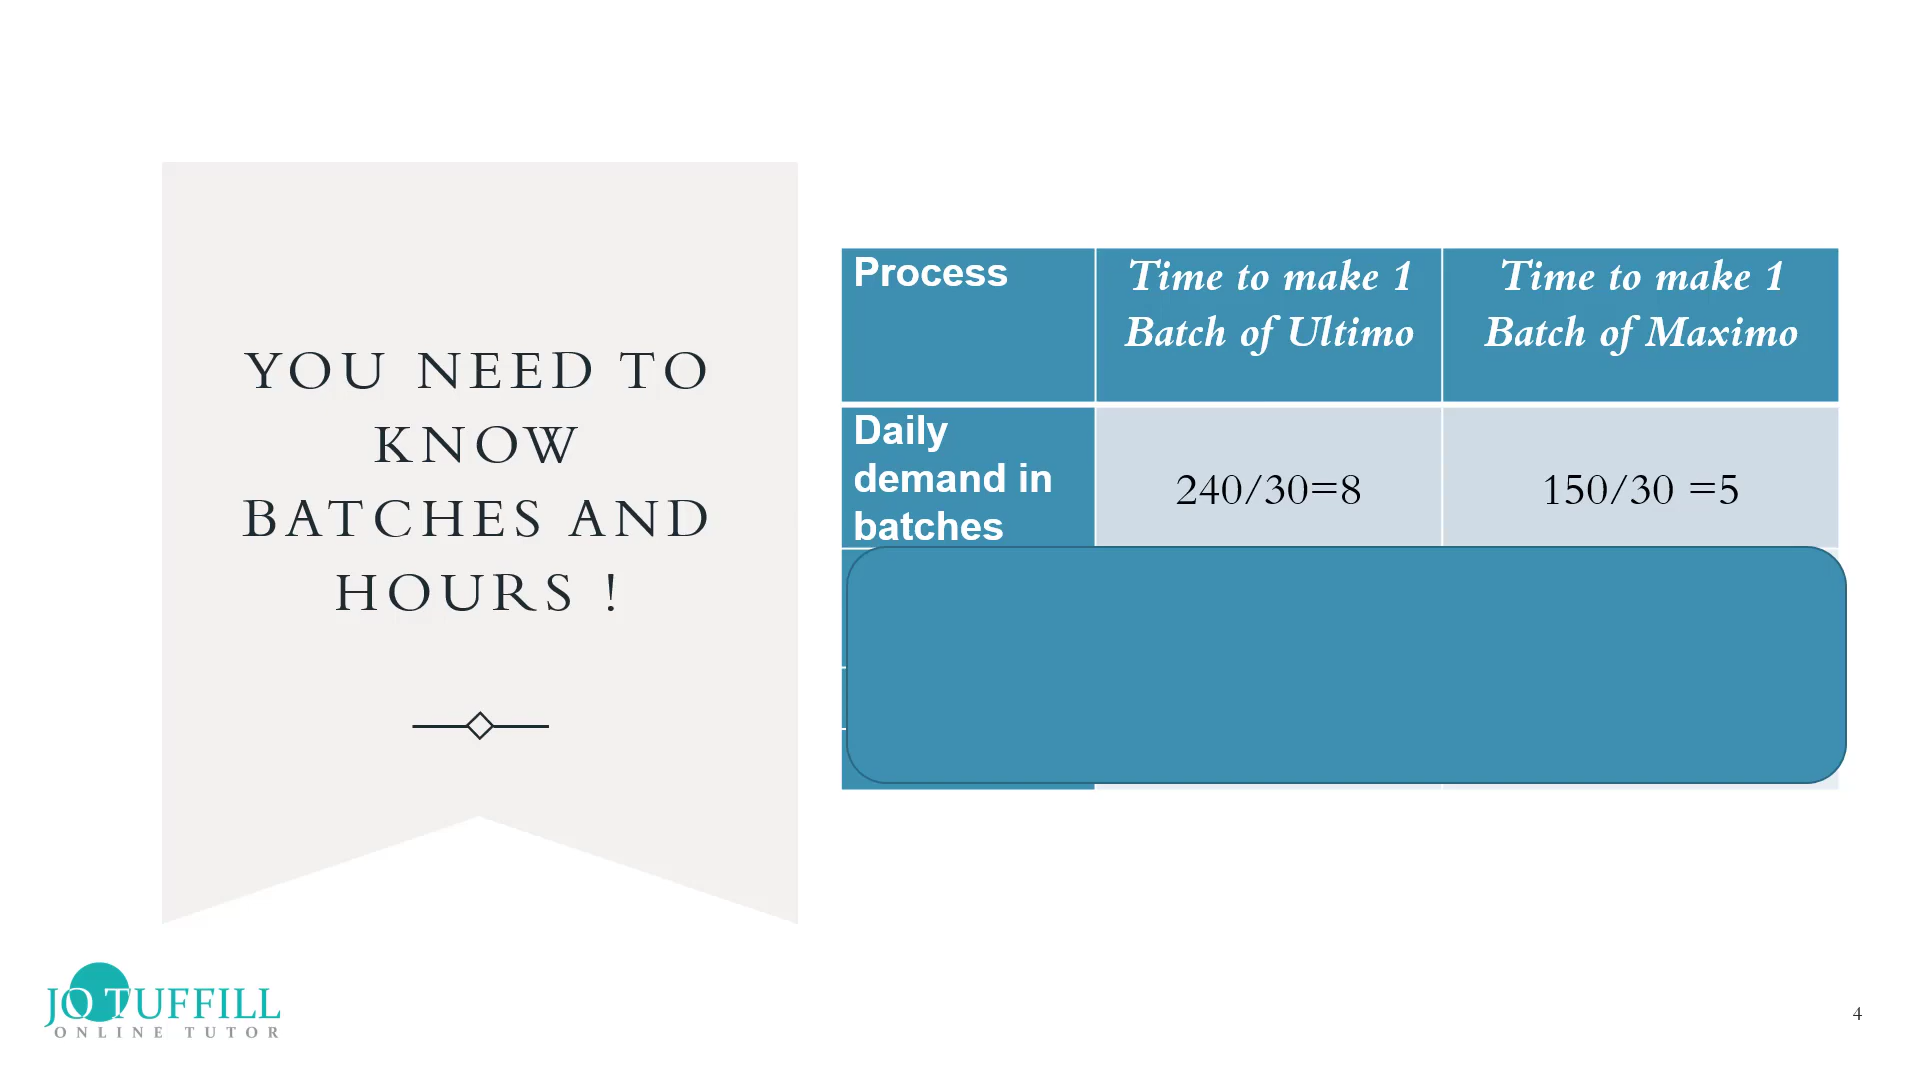 YOU NEED TO
KNOW
BATCHES AND
HOURS !
Process
Time to make 1
Batch of Ultimo
Time to make 1
Batch of Maximo
Daily
demand in
batches
240/30=8
150/30 =5
JO TUFFILL
ONLINE TUTOR
4